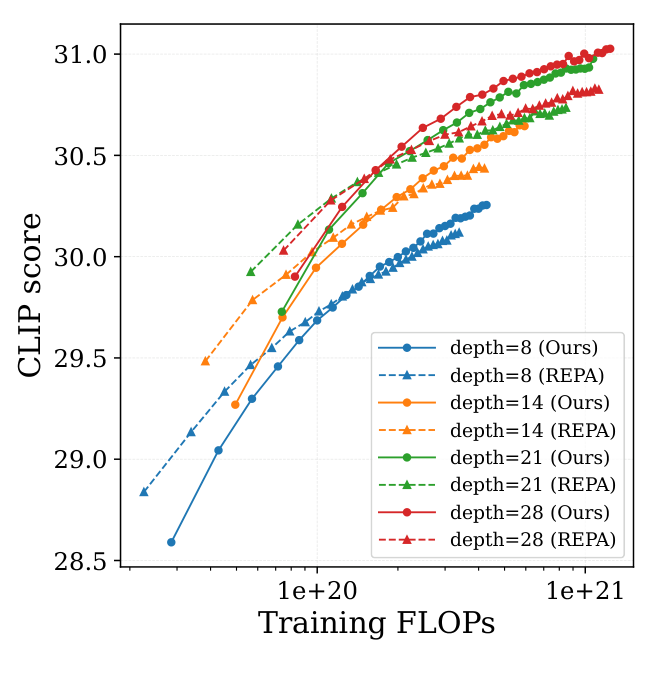 31.0
30.5
30.0
29.5
29.0
28.5
CLIP score
depth=8 (Ours)
depth=8 (REPA)
depth=14 (Ours)
depth=14 (REPA)
depth=21 (Ours)
depth=21 (REPA)
depth=28 (Ours)
depth=28 (REPA)
1e+20
1e+21
Training FLOPs